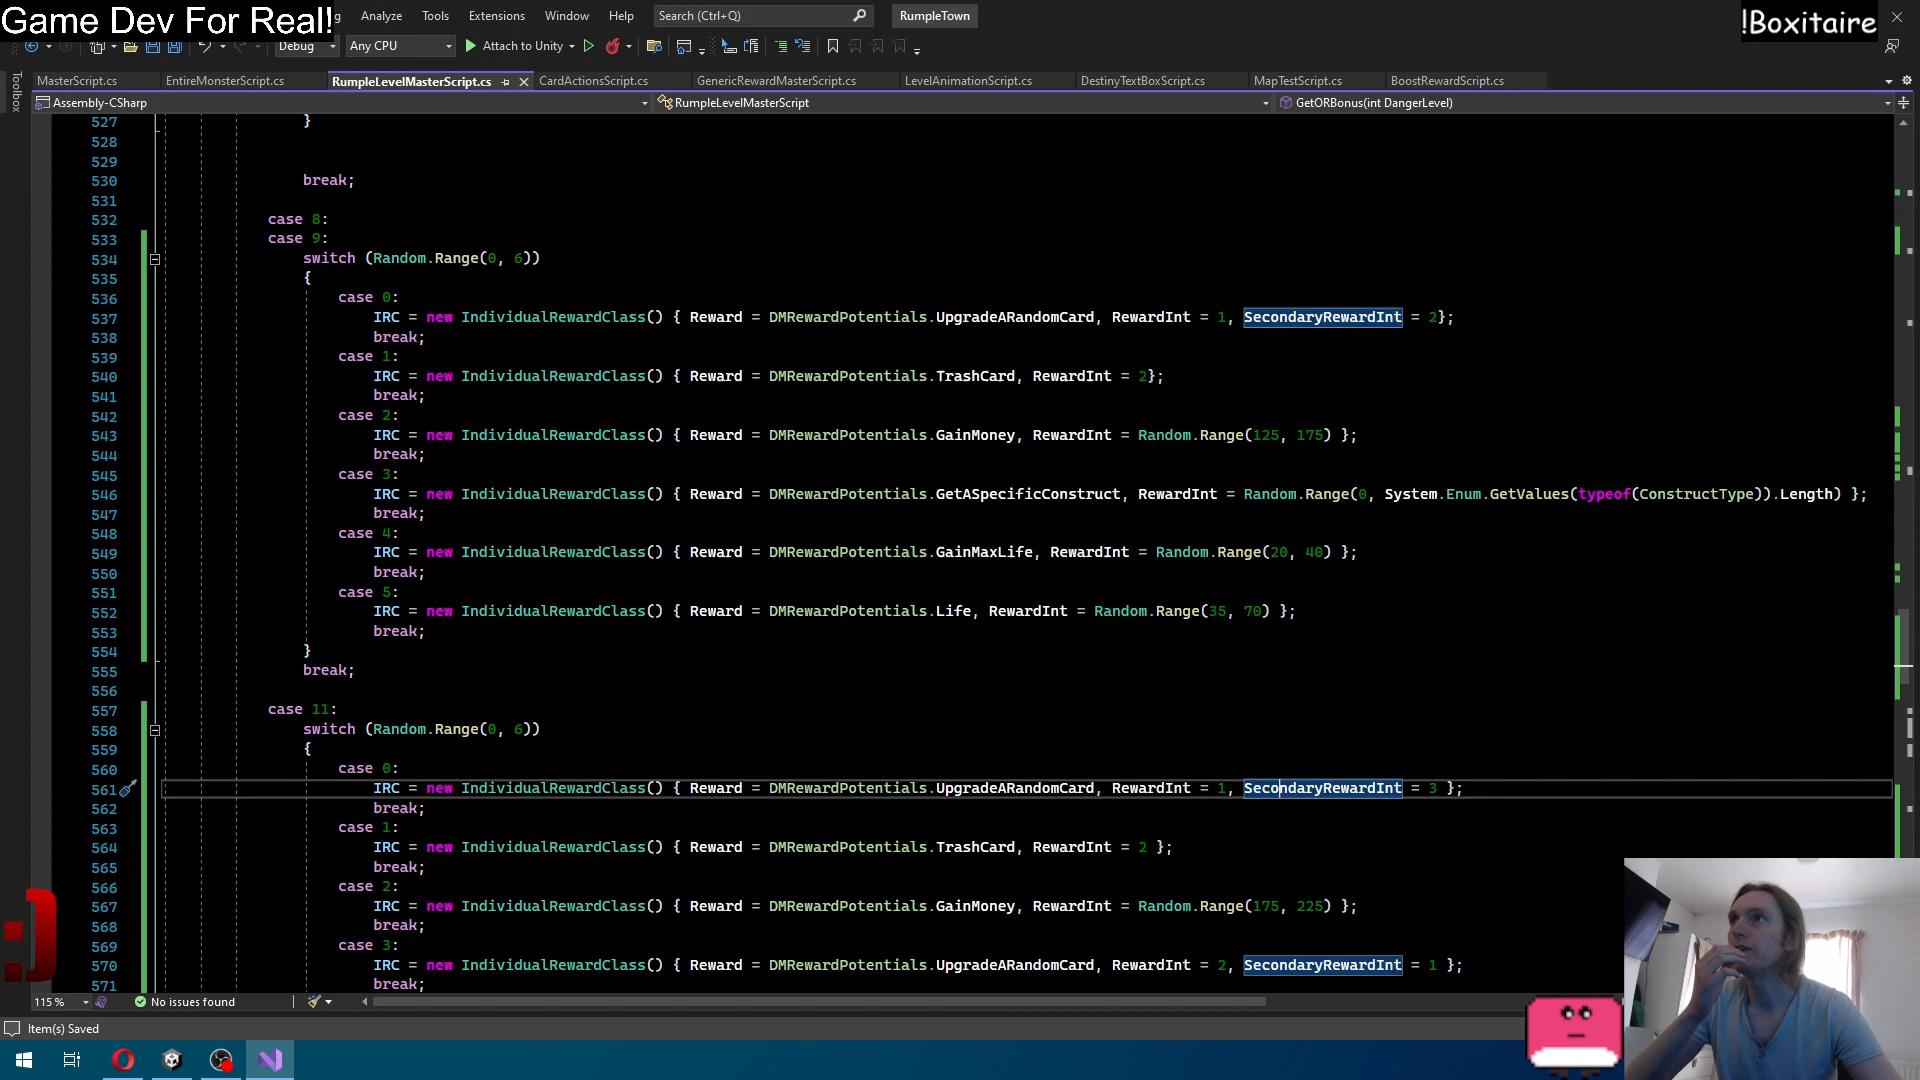 Game Dev For Real!
g Analyze Tools Extensions Window Help Search (Ctrl+Q) RumpleTown
!Boxitaire
Debug Any CPU Attach to Unity
Toolbox
MasterScript.cs EntireMonsterScript.cs RumpleLevelMasterScript.cs CardActionsScript.cs GenericRewardMasterScript.cs LevelAnimationScript.cs DestinyTextBoxScript.cs MapTestScript.cs BoostRewardScript.cs
Assembly-CSharp RumpleLevelMasterScript GetORBonus(int DangerLevel)
527 }
528
529
530 break;
531
532 case 8:
533 case 9:
534 switch (Random.Range(0, 6))
535 {
536 case 0:
537 IRC = new IndividualRewardClass() { Reward = DMRewardPotentials.UpgradeARandomCard, RewardInt = 1, SecondaryRewardInt = 2};
538 break;
539 case 1:
540 IRC = new IndividualRewardClass() { Reward = DMRewardPotentials.TrashCard, RewardInt = 2};
541 break;
542 case 2:
543 IRC = new IndividualRewardClass() { Reward = DMRewardPotentials.GainMoney, RewardInt = Random.Range(125, 175) };
544 break;
545 case 3:
546 IRC = new IndividualRewardClass() { Reward = DMRewardPotentials.GetASpecificConstruct, RewardInt = Random.Range(0, System.Enum.GetValues(typeof(ConstructType)).Length) };
547 break;
548 case 4:
549 IRC = new IndividualRewardClass() { Reward = DMRewardPotentials.GainMaxLife, RewardInt = Random.Range(20, 40) };
550 break;
551 case 5:
552 IRC = new IndividualRewardClass() { Reward = DMRewardPotentials.Life, RewardInt = Random.Range(35, 70) };
553 break;
554 }
555 break;
556
557 case 11:
558 switch (Random.Range(0, 6))
559 {
560 case 0:
561 IRC = new IndividualRewardClass() { Reward = DMRewardPotentials.UpgradeARandomCard, RewardInt = 1, SecondaryRewardInt = 3 };
562 break;
563 case 1:
564 IRC = new IndividualRewardClass() { Reward = DMRewardPotentials.TrashCard, RewardInt = 2 };
565 break;
566 case 2:
567 IRC = new IndividualRewardClass() { Reward = DMRewardPotentials.GainMoney, RewardInt = Random.Range(175, 225) };
568 break;
569 case 3:
570 IRC = new IndividualRewardClass() { Reward = DMRewardPotentials.UpgradeARandomCard, RewardInt = 2, SecondaryRewardInt = 1 };
571 break;
:)
115 % No issues found
Item(s) Saved